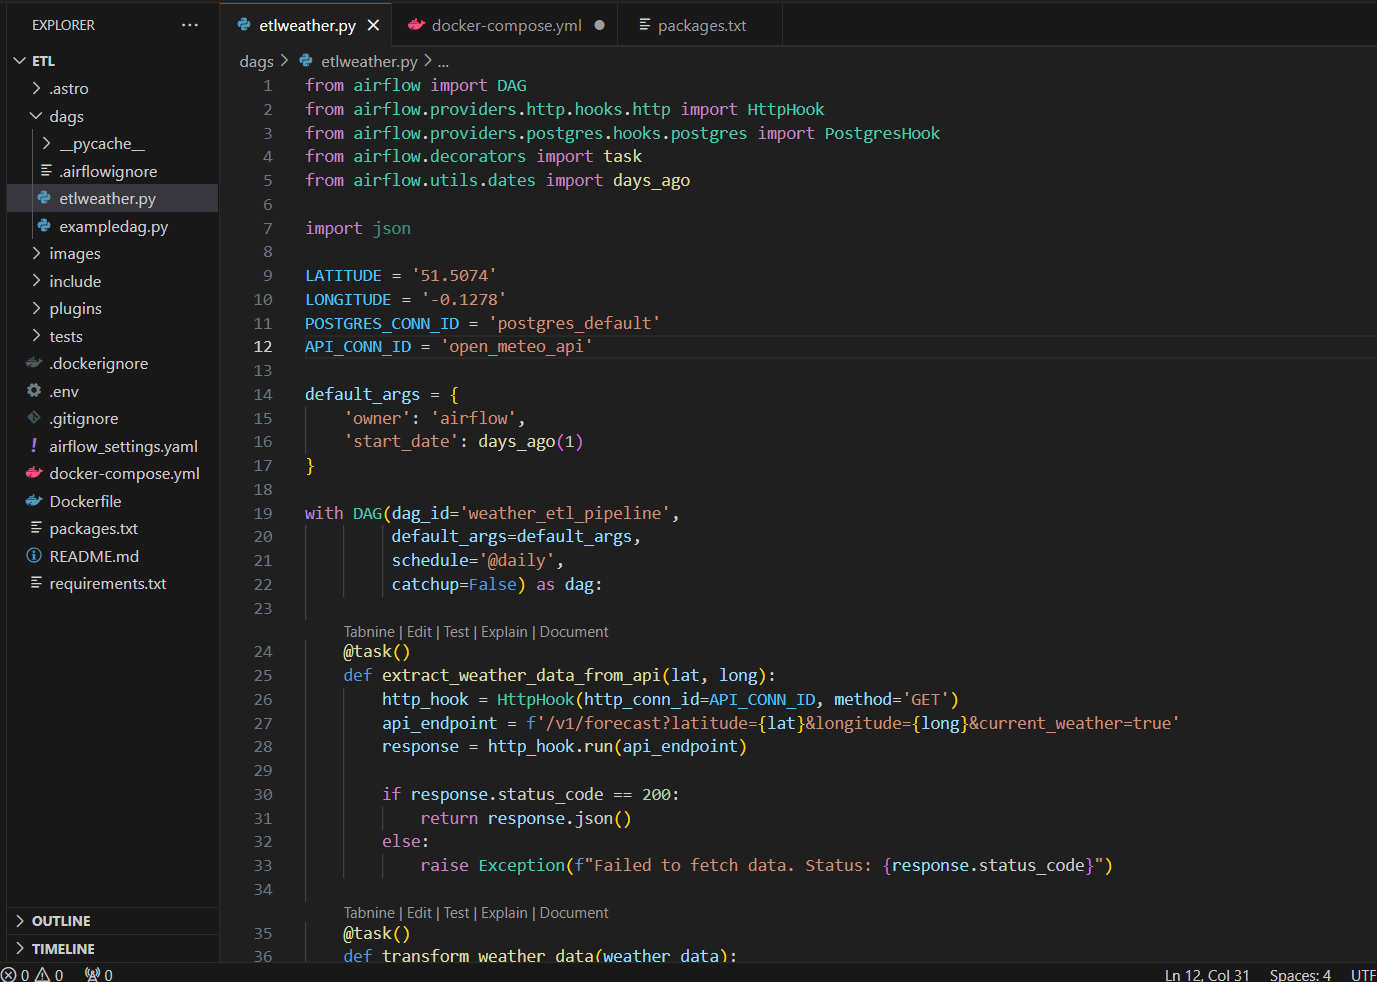 EXPLORER ...
ETL
.astro
dags
__pycache__
.airflowignore
etlweather.py
exampledag.py
images
include
plugins
tests
.dockerignore
.env
.gitignore
airflow_settings.yaml
docker-compose.yml
Dockerfile
packages.txt
README.md
requirements.txt
OUTLINE
TIMELINE
etlweather.py docker-compose.yml packages.txt
dags > etlweather.py > ...
1 from airflow import DAG
2 from airflow.providers.http.hooks.http import HttpHook
3 from airflow.providers.postgres.hooks.postgres import PostgresHook
4 from airflow.decorators import task
5 from airflow.utils.dates import days_ago
6
7 import json
8
9 LATITUDE = '51.5074'
10 LONGITUDE = '-0.1278'
11 POSTGRES_CONN_ID = 'postgres_default'
12 API_CONN_ID = 'open_meteo_api'
13
14 default_args = {
15     'owner': 'airflow',
16     'start_date': days_ago(1)
17 }
18
19 with DAG(dag_id='weather_etl_pipeline',
20          default_args=default_args,
21          schedule='@daily',
22          catchup=False) as dag:
23
Tabnine | Edit | Test | Explain | Document
24     @task()
25     def extract_weather_data_from_api(lat, long):
26         http_hook = HttpHook(http_conn_id=API_CONN_ID, method='GET')
27         api_endpoint = f'/v1/forecast?latitude={lat}&longitude={long}&current_weather=true'
28         response = http_hook.run(api_endpoint)
29
30         if response.status_code == 200:
31             return response.json()
32         else:
33             raise Exception(f"Failed to fetch data. Status: {response.status_code}")
34
Tabnine | Edit | Test | Explain | Document
35     @task()
36     def transform_weather_data(weather_data):
0 0 0
Ln 12, Col 31 Spaces: 4 UTF